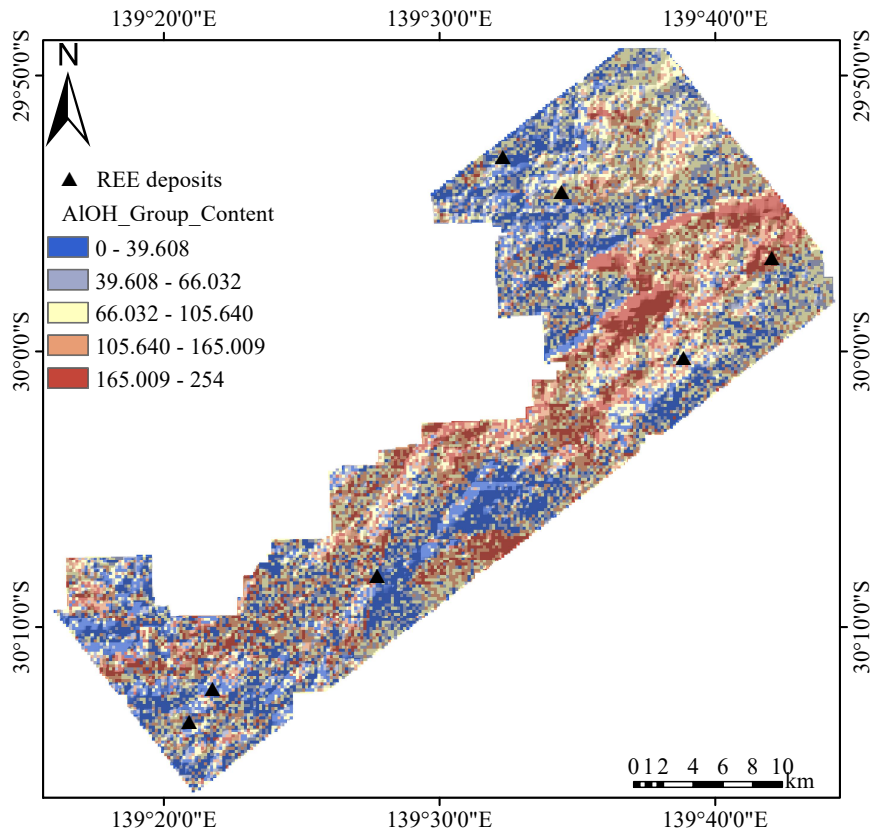 139°20'0"E 139°30'0"E 139°40'0"E
29°50'0"S 29°50'0"S
N
REE deposits
AlOH_Group_Content
0 - 39.608
39.608 - 66.032
66.032 - 105.640
105.640 - 165.009
165.009 - 254
30°0'0"S 30°0'0"S
30°10'0"S 30°10'0"S
0 1 2 4 6 8 10
km
139°20'0"E 139°30'0"E 139°40'0"E